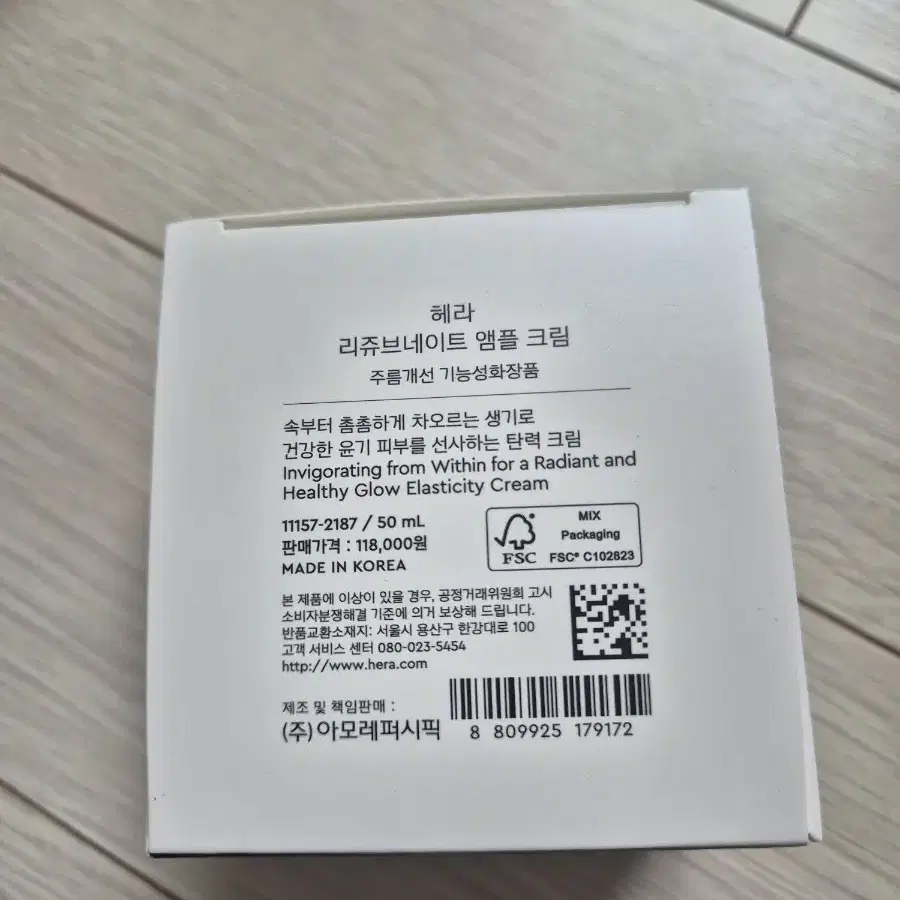 헤라
리쥬브네이트 앰플 크림
주름개선 기능성화장품
속부터 촘촘하게 차오르는 생기로
건강한 윤기 피부를 선사하는 탄력 크림
Invigorating from Within for a Radiant and
Healthy Glow Elasticity Cream
11157-2187 / 50 mL
판매가격 : 118,000원
MADE IN KOREA
FSC
MIX
Packaging
FSC® C102823
본 제품에 이상이 있을 경우, 공정거래위원회 고시
소비자분쟁해결 기준에 의거 보상해 드립니다.
반품교환소재지: 서울시 용산구 한강대로 100
고객 서비스 센터 080-023-5454
http://www.hera.com
제조 및 책임판매 :
(주)아모레퍼시픽
8 809925 179172